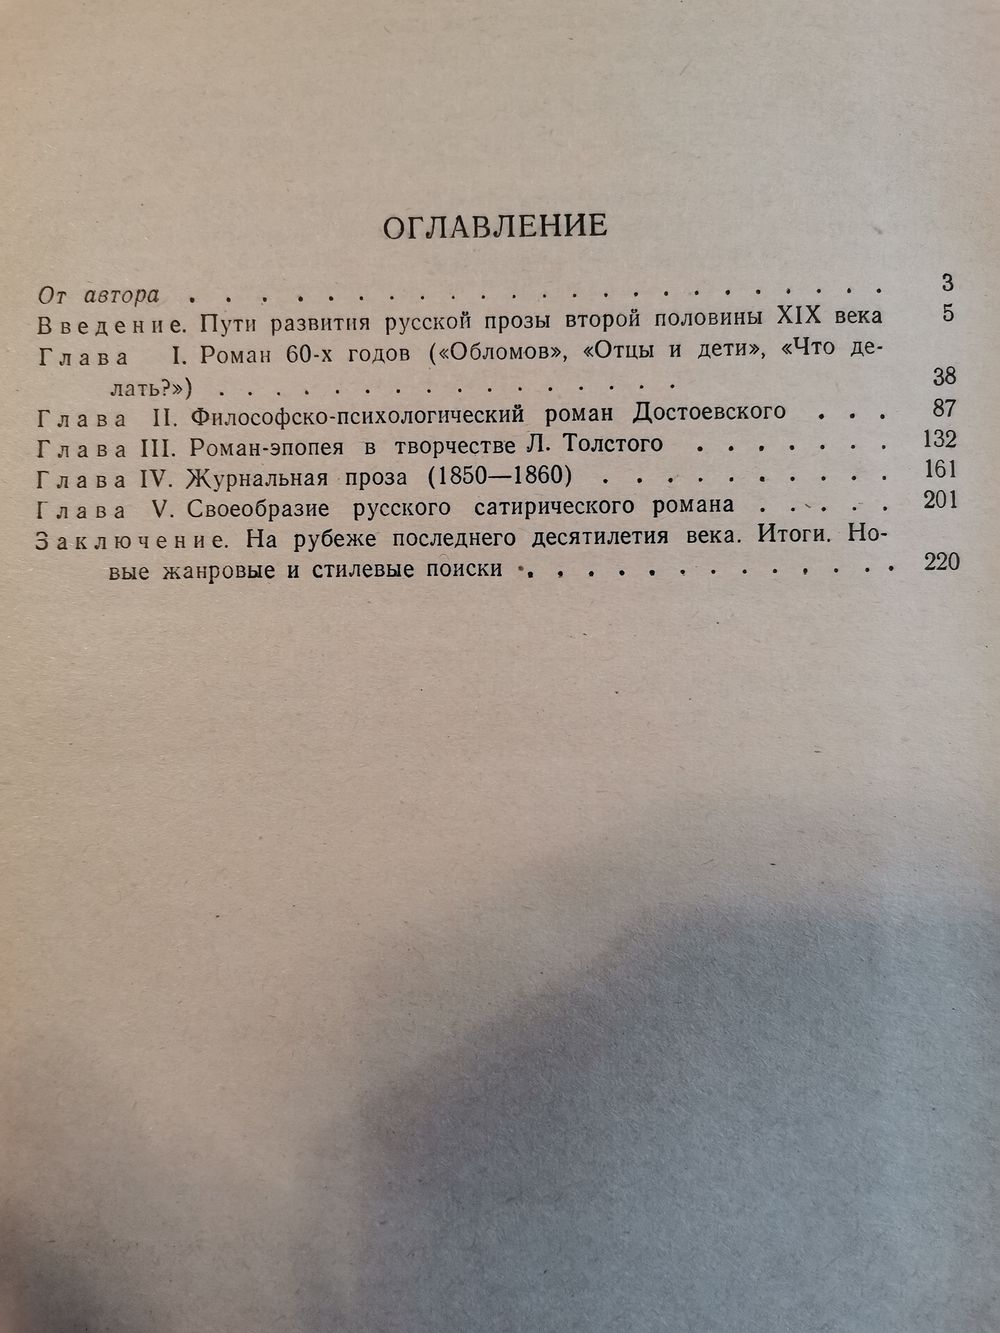 ОГЛАВЛЕНИЕ
От автора . . . . . . . . . . . . . . . . . . . . . . 3
Введение. Пути развития русской прозы второй половины XIX века 5
Глава I. Роман 60-х годов («Обломов», «Отцы и дети», «Что де-
лать?») . . . . . . . . . . . . . . . . 38
Глава II. Философско-психологический роман Достоевского . . . 87
Глава III. Роман-эпопея в творчестве Л. Толстого . . . . . . . 132
Глава IV. Журнальная проза (1850—1860) . . . . . . . . . . 161
Глава V. Своеобразие русского сатирического романа . . . . . 201
Заключение. На рубеже последнего десятилетия века. Итоги. Но-
вые жанровые и стилевые поиски . . . . . . . . . . . . . 220